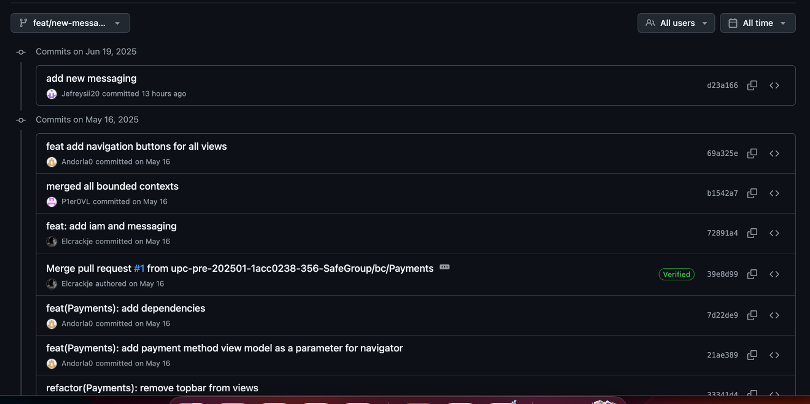 feat/new-messa...
All users
All time
Commits on Jun 19, 2025
add new messaging
d23a166
Jefreysil20 committed 13 hours ago
Commits on May 16, 2025
feat add navigation buttons for all views
69a325e
Andorla0 committed on May 16
merged all bounded contexts
b1542a7
P1er0VL committed on May 16
feat: add iam and messaging
72891a4
Elcrackje committed on May 16
Merge pull request #1 from upc-pre-202501-1acc0238-356-SafeGroup/bc/Payments
Verified
39e8d99
Elcrackje authored on May 16
feat(Payments): add dependencies
7d22de9
Andorla0 committed on May 16
feat(Payments): add payment method view model as a parameter for navigator
21ae389
Andorla0 committed on May 16
refactor(Payments): remove topbar from views